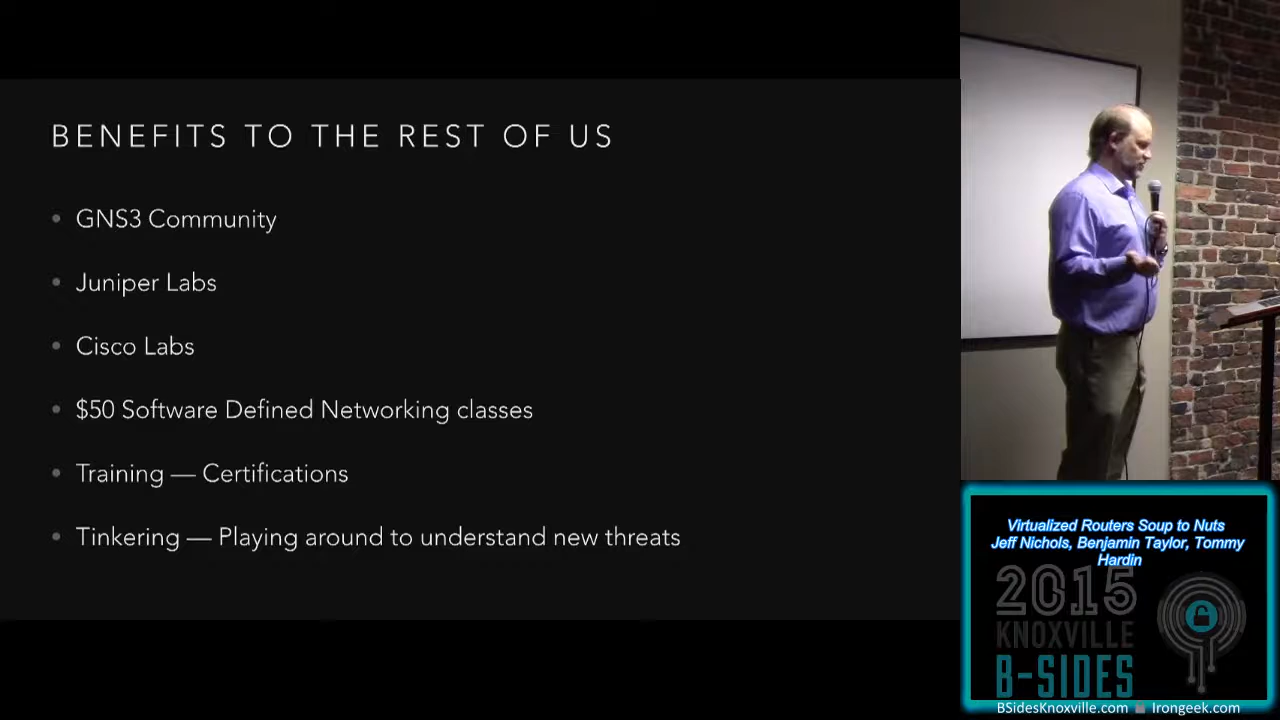 BENEFITS TO THE REST OF US
• GNS3 Community
• Juniper Labs
• Cisco Labs
• $50 Software Defined Networking classes
• Training — Certifications
• Tinkering — Playing around to understand new threats
Virtualized Routers Soup to Nuts
Jeff Nichols, Benjamin Taylor, Tommy
Hardin
2015
KNOXVILLE
B-SIDES
BSidesKnoxville.com Irongeek.com